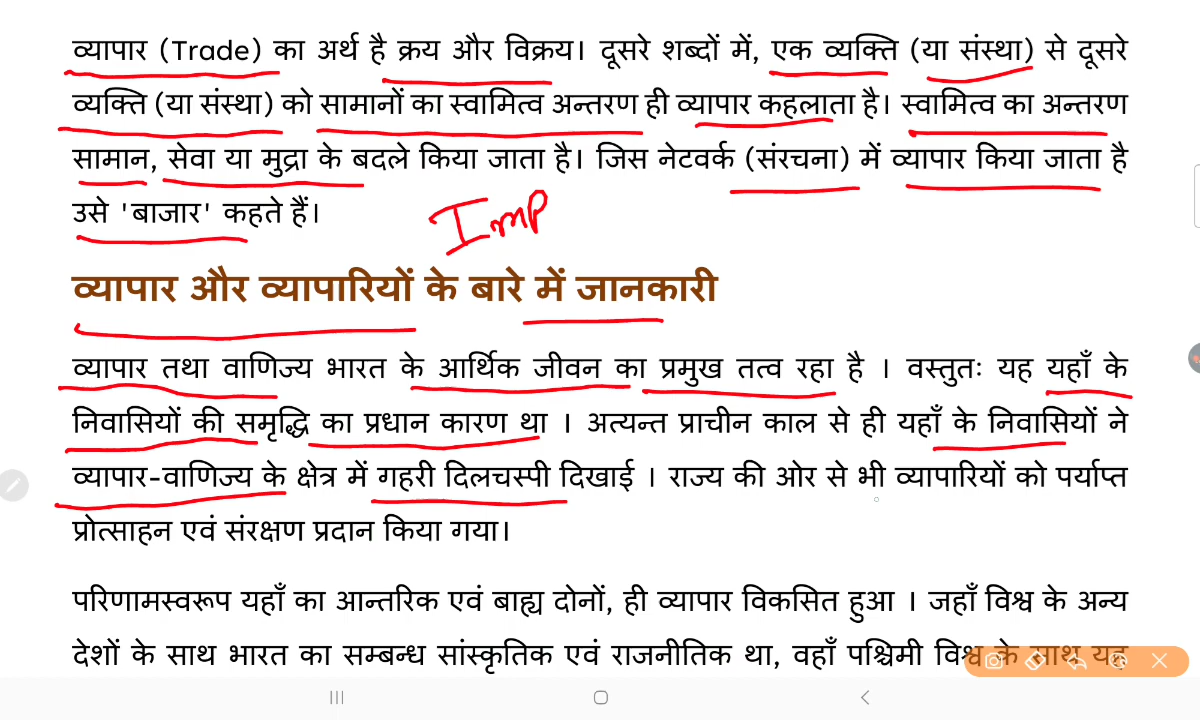 व्यापार (Trade) का अर्थ है क्रय और विक्रय। दूसरे शब्दों में, एक व्यक्ति (या संस्था) से दूसरे
व्यक्ति (या संस्था) को सामानों का स्वामित्व अन्तरण ही व्यापार कहलाता है। स्वामित्व का अन्तरण
सामान, सेवा या मुद्रा के बदले किया जाता है। जिस नेटवर्क (संरचना) में व्यापार किया जाता है
उसे 'बाजार' कहते हैं।
Imp
व्यापार और व्यापारियों के बारे में जानकारी
व्यापार तथा वाणिज्य भारत के आर्थिक जीवन का प्रमुख तत्व रहा है । वस्तुतः यह यहाँ के
निवासियों की समृद्धि का प्रधान कारण था । अत्यन्त प्राचीन काल से ही यहाँ के निवासियों ने
व्यापार-वाणिज्य के क्षेत्र में गहरी दिलचस्पी दिखाई । राज्य की ओर से भी व्यापारियों को पर्याप्त
प्रोत्साहन एवं संरक्षण प्रदान किया गया।
परिणामस्वरूप यहाँ का आन्तरिक एवं बाह्य दोनों, ही व्यापार विकसित हुआ । जहाँ विश्व के अन्य
देशों के साथ भारत का सम्बन्ध सांस्कृतिक एवं राजनीतिक था, वहाँ पश्चिमी विश्व के साथ यह